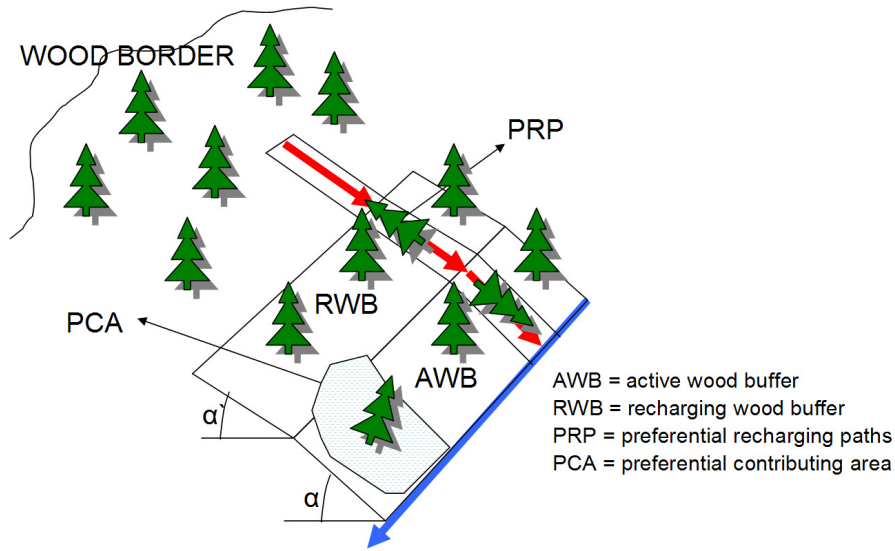 WOOD BORDER
PRP
RWB
PCA
AWB
α`
α
AWB = active wood buffer
RWB = recharging wood buffer
PRP = preferential recharging paths
PCA = preferential contributing area